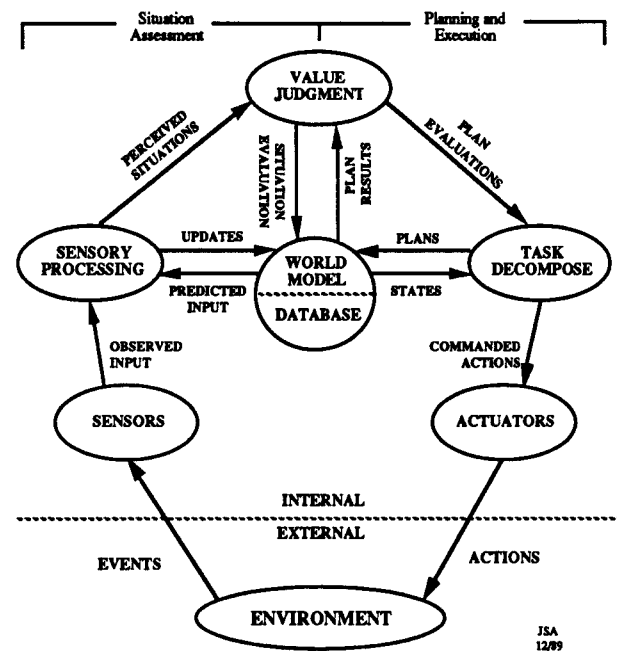 Situation
Assessment
Planning and
Execution
VALUE
JUDGMENT
PERCEIVED
SITUATIONS
SITUATION
EVALUATION
PLAN
RESULTS
PLAN
EVALUATIONS
SENSORY
PROCESSING
UPDATES
PREDICTED
INPUT
WORLD
MODEL
DATABASE
PLANS
STATES
TASK
DECOMPOSE
OBSERVED
INPUT
COMMANDED
ACTIONS
SENSORS
ACTUATORS
INTERNAL
EXTERNAL
EVENTS
ACTIONS
ENVIRONMENT
JSA
12/89